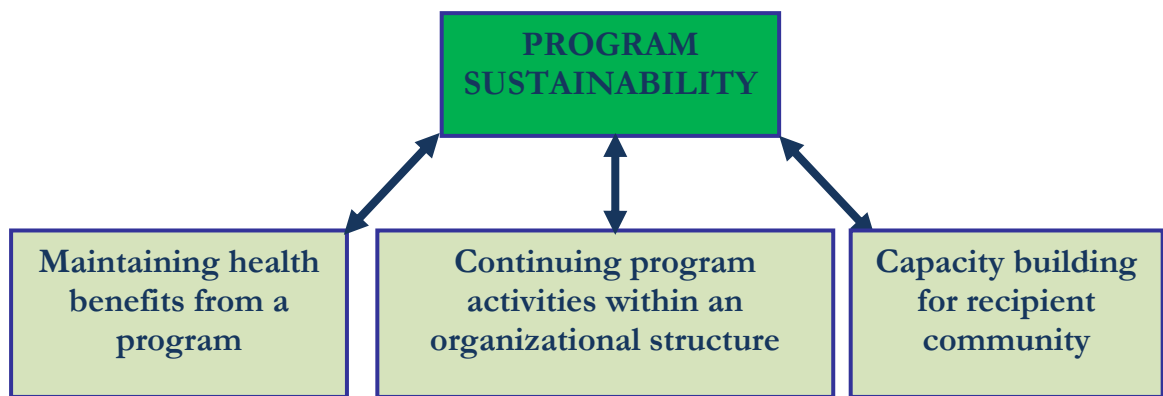 PROGRAM
SUSTAINABILITY
Maintaining health
benefits from a
program
Continuing program
activities within an
organizational structure
Capacity building
for recipient
community